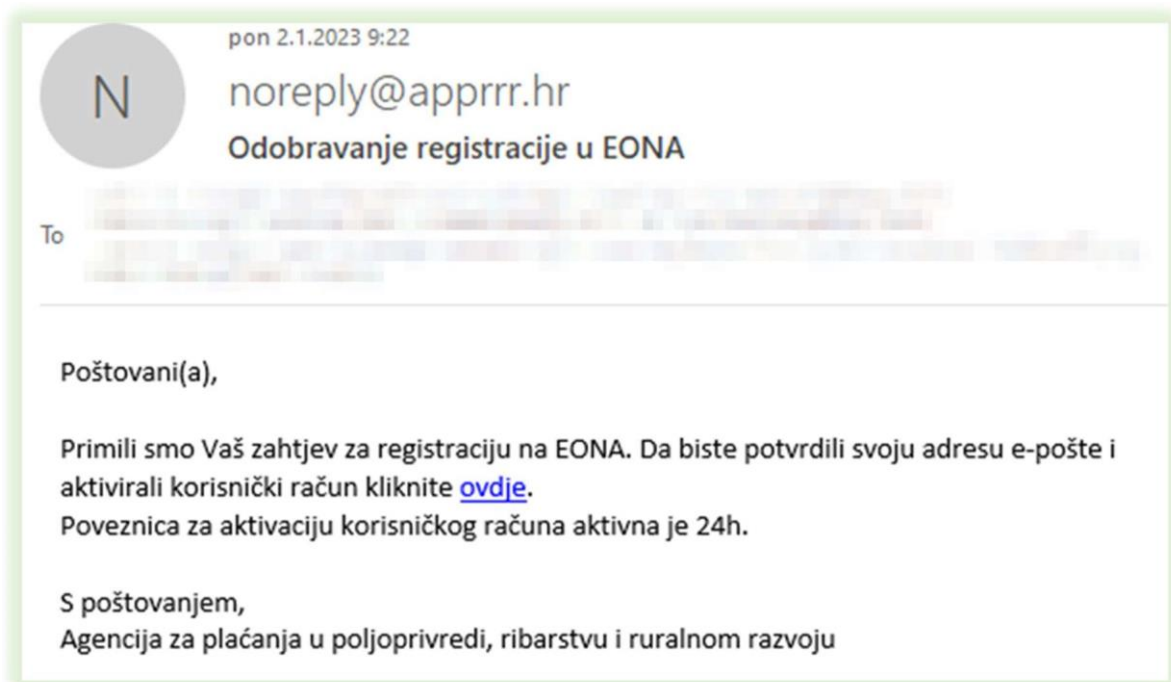 pon 2.1.2023 9:22
N
noreply@apprrr.hr
Odobravanje registracije u EONA
To
Poštovani(a),
Primili smo Vaš zahtjev za registraciju na EONA. Da biste potvrdili svoju adresu e-pošte i
aktivirali korisnički račun kliknite ovdje.
Poveznica za aktivaciju korisničkog računa aktivna je 24h.
S poštovanjem,
Agencija za plaćanja u poljoprivredi, ribarstvu i ruralnom razvoju